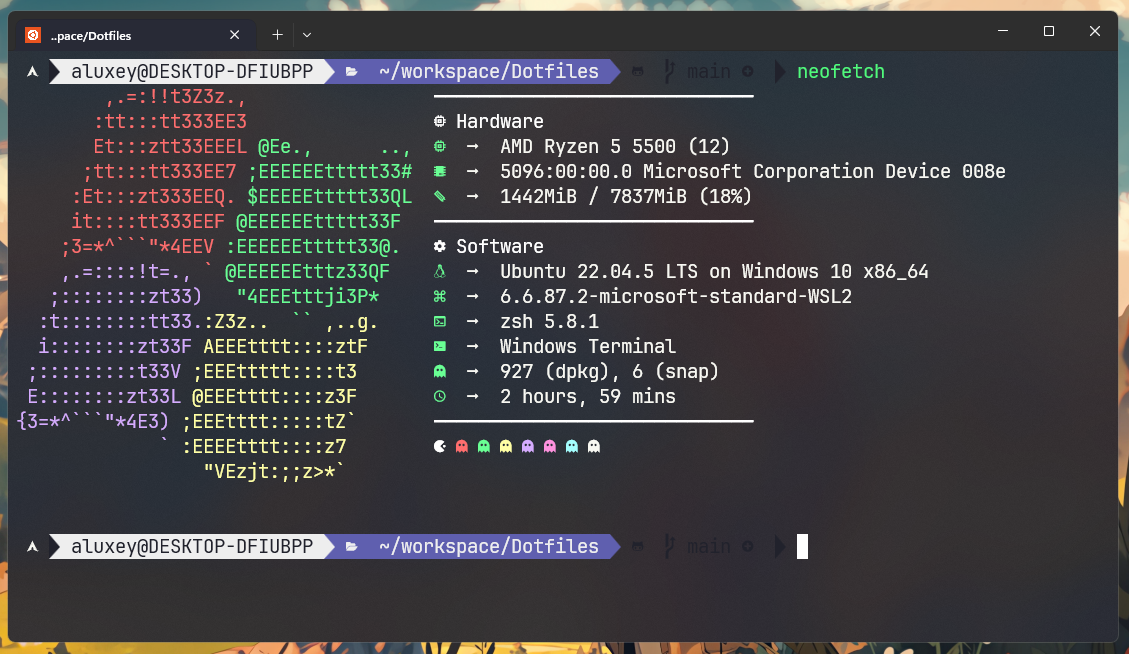 ..pace/Dotfiles
aluxey@DESKTOP-DFIUBPP ~/workspace/Dotfiles main neofetch
,.=:!!t3Z3z.,
:tt:::tt333EE3
Et:::ztt33EEEL @Ee., ..,
;tt:::tt333EE7 ;EEEEEEttttt33#
:Et:::zt333EEQ. $EEEEEttttt33QL
it::::tt333EEF @EEEEEEttttt33F
;3=*^```"*4EEV :EEEEEEttttt33@.
,.=::::!t=., ` @EEEEEEtttz33QF
;::::::::zt33) "4EEEtttji3P*
:t::::::::tt33.:Z3z.. `` ,..g.
i::::::::zt33F AEEEtttt::::ztF
;:::::::::t33V ;EEEttttt::::t3
E::::::::zt33L @EEEtttt::::z3F
{3=*^```"*4E3) ;EEEtttt:::::tZ`
` :EEEEtttt::::z7
"VEzjt:;;z>*`
Hardware
→ AMD Ryzen 5 5500 (12)
→ 5096:00:00.0 Microsoft Corporation Device 008e
→ 1442MiB / 7837MiB (18%)
Software
→ Ubuntu 22.04.5 LTS on Windows 10 x86_64
→ 6.6.87.2-microsoft-standard-WSL2
→ zsh 5.8.1
→ Windows Terminal
→ 927 (dpkg), 6 (snap)
→ 2 hours, 59 mins
aluxey@DESKTOP-DFIUBPP ~/workspace/Dotfiles main